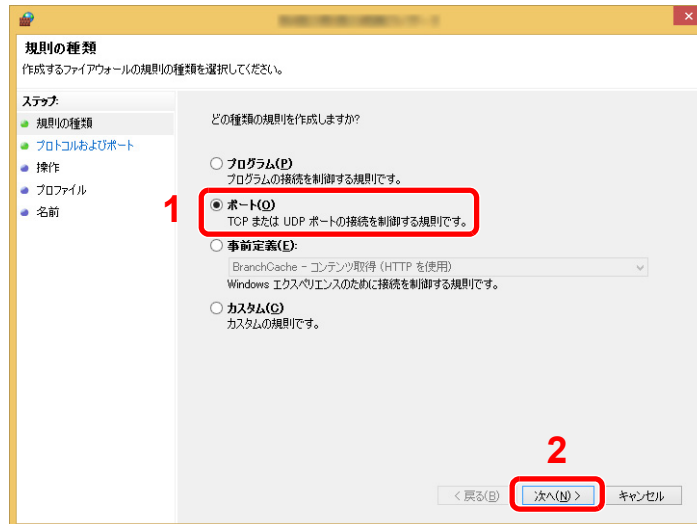 規則の種類
作成するファイアウォールの規則の種類を選択してください。
ステップ:
規則の種類
プロトコルおよびポート
操作
プロファイル
名前
どの種類の規則を作成しますか?
プログラム(P)
プログラムの接続を制御する規則です。
1
ポート(O)
TCP または UDP ポートの接続を制御する規則です。
事前定義(E):
BranchCache - コンテンツ取得 (HTTP を使用)
Windows エクスペリエンスのために接続を制御する規則です。
カスタム(C)
カスタムの規則です。
2
< 戻る(B)
次へ(N) >
キャンセル